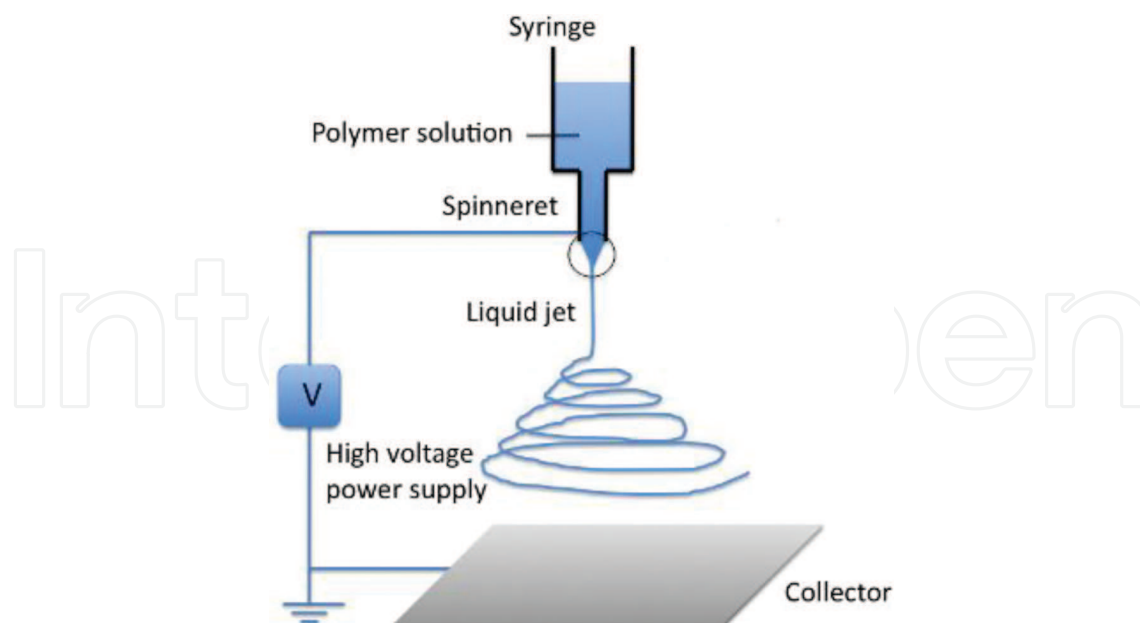 Syringe
Polymer solution
Spinneret
Liquid jet
V
High voltage
power supply
Collector